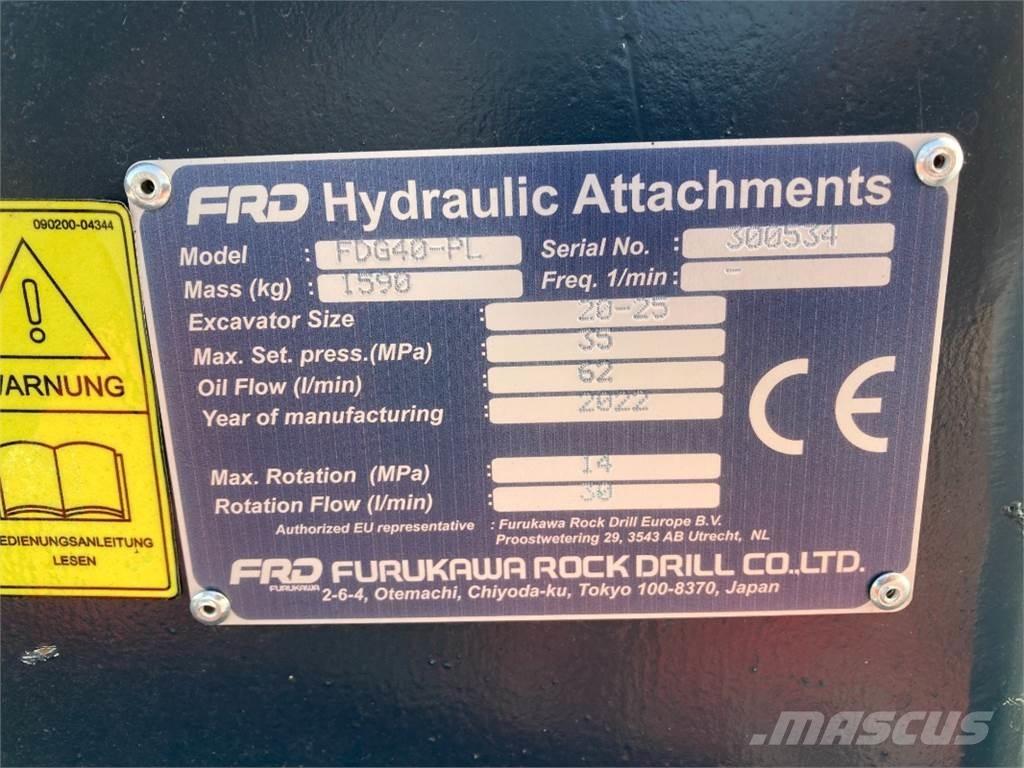 090200-04344
WARNUNG
BEDIENUNGSANLEITUNG
LESEN
FRD Hydraulic Attachments
Model : FDG40-PL Serial No. : 300534
Mass (kg) : 1590 Freq. 1/min : -
Excavator Size : 20-25
Max. Set. press.(MPa) : 35
Oil Flow (l/min) : 62
Year of manufacturing : 2022
CE
Max. Rotation (MPa) : 14
Rotation Flow (l/min) : 30
Authorized EU representative : Furukawa Rock Drill Europe B.V.
Proostwetering 29, 3543 AB Utrecht, NL
FRD FURUKAWA FURUKAWA ROCK DRILL CO.,LTD.
2-6-4, Otemachi, Chiyoda-ku, Tokyo 100-8370, Japan
MASCUS